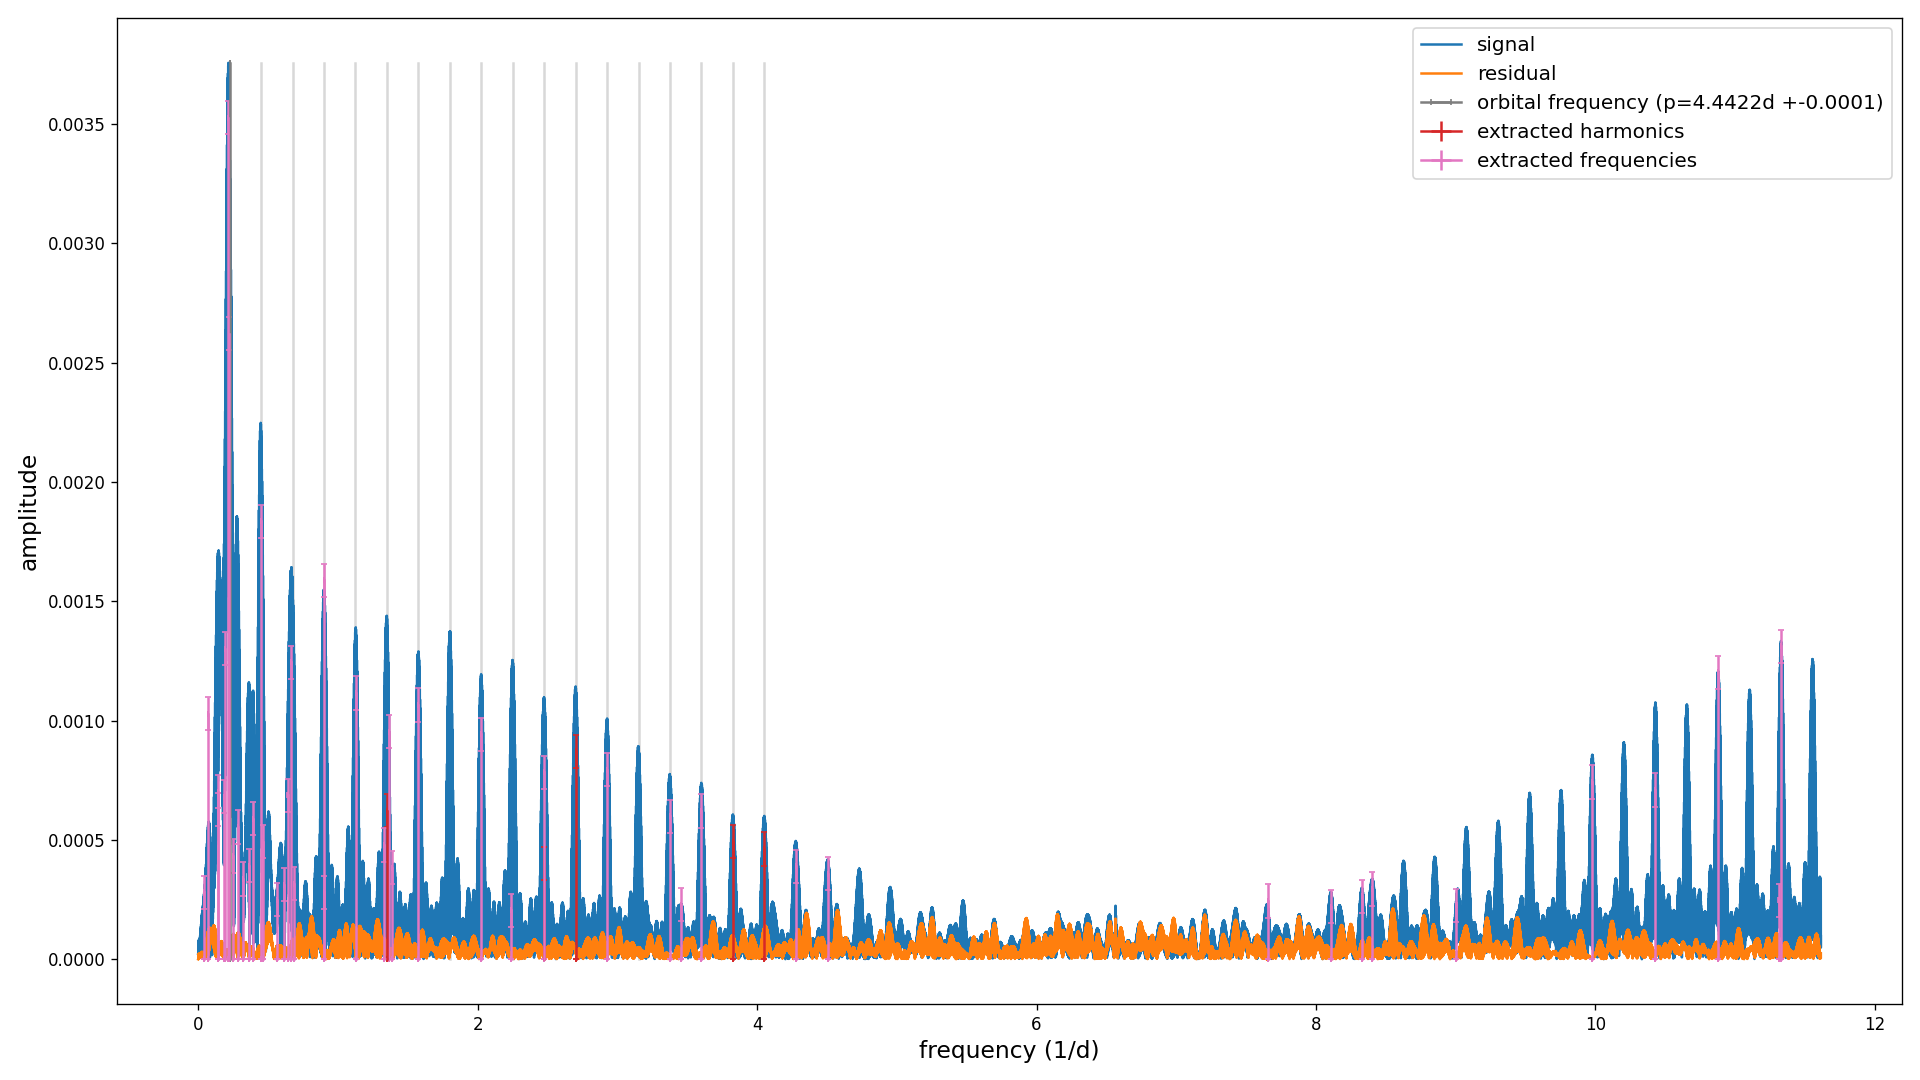 signal
residual
orbital frequency (p=4.4422d +-0.0001)
extracted harmonics
extracted frequencies
0.0035
0.0030
0.0025
0.0020
0.0015
0.0010
0.0005
0.0000
amplitude
0 2 4 6 8 10 12
frequency (1/d)